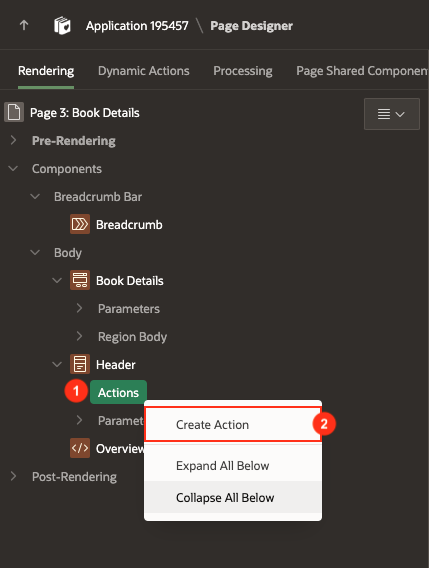 Application 195457 \ Page Designer
Rendering Dynamic Actions Processing Page Shared Componen
Page 3: Book Details
Pre-Rendering
Components
Breadcrumb Bar
Breadcrumb
Body
Book Details
Parameters
Region Body
Header
1 Actions
Paramet
Create Action 2
Overview
Expand All Below
Post-Rendering
Collapse All Below